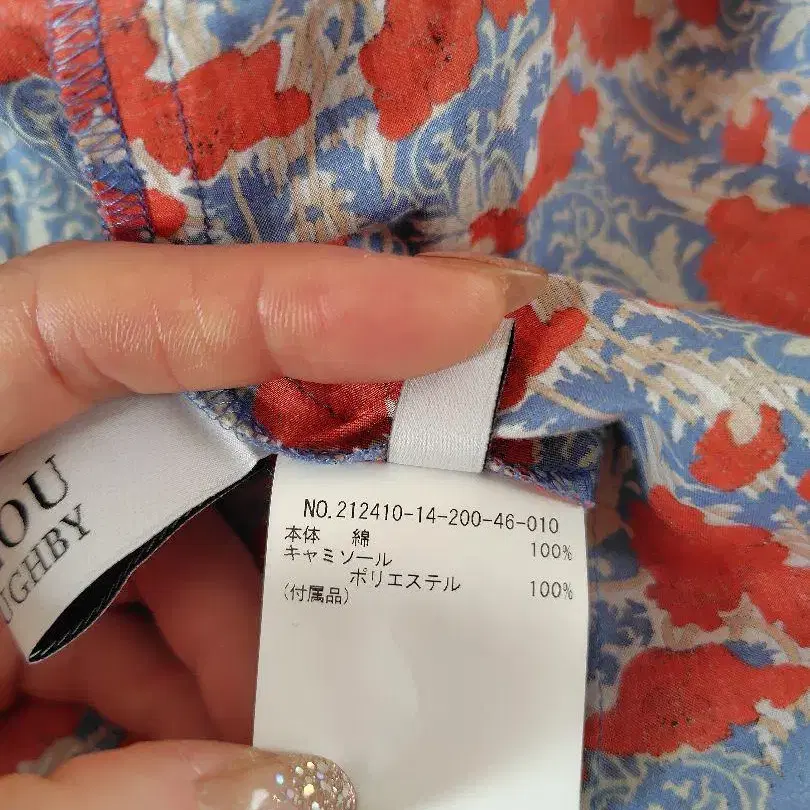 OU
UGHBY
NO.212410-14-200-46-010
本体 綿 100%
キャミソール
ポリエステル 100%
(付属品)